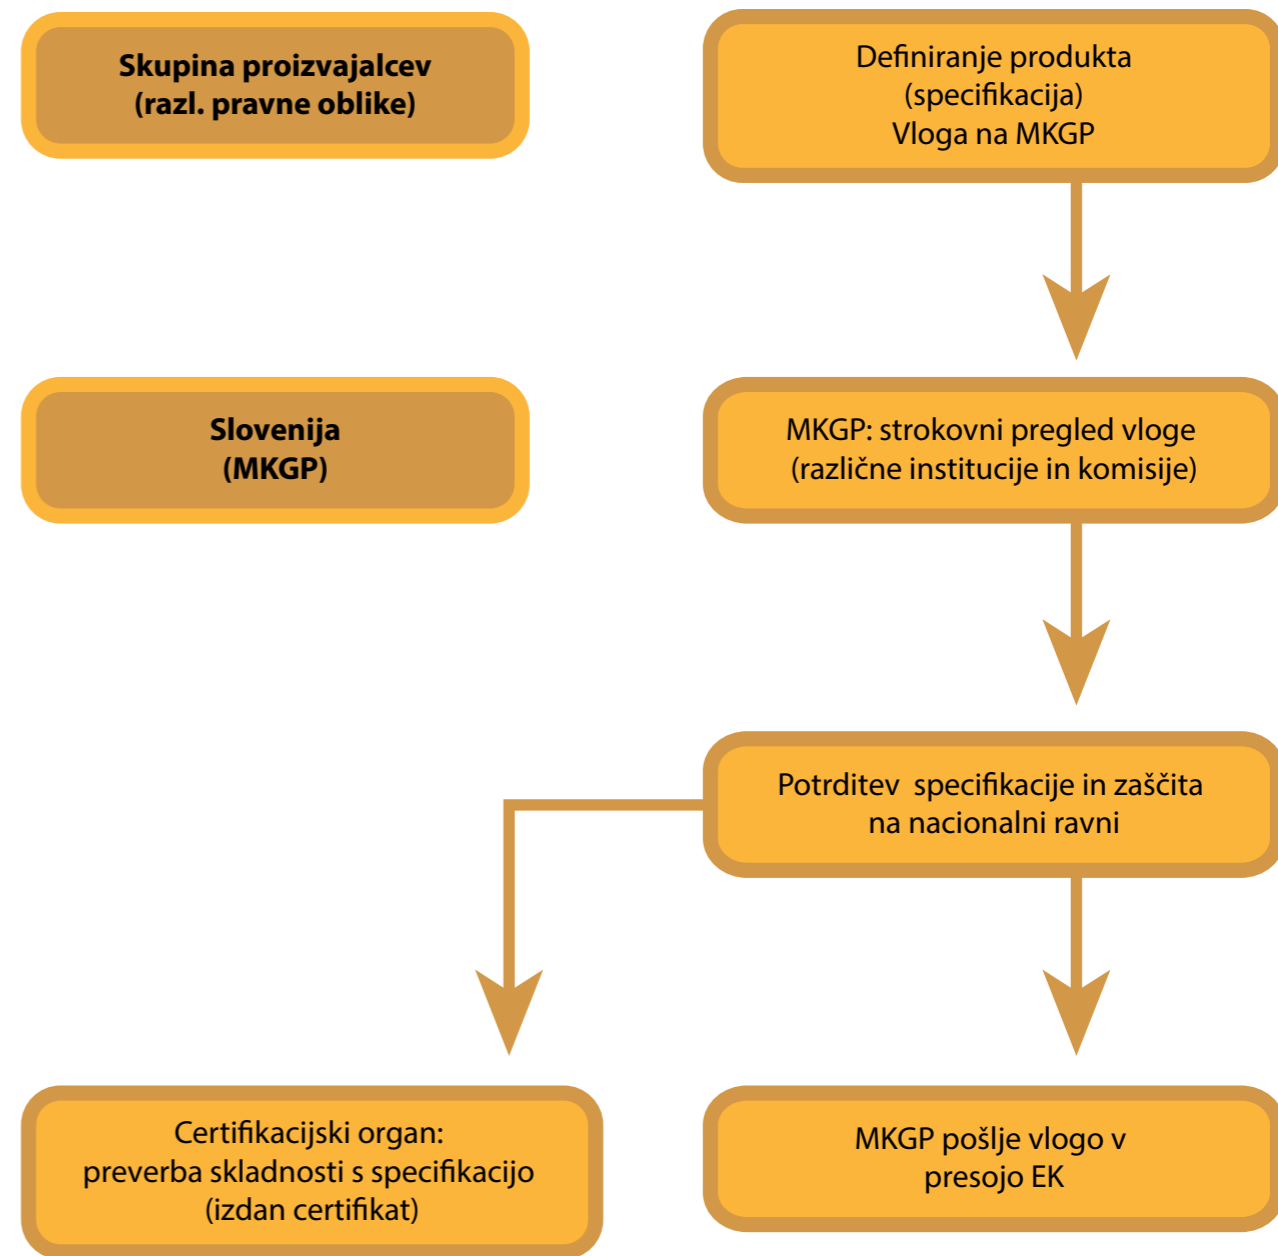 Skupina proizvajalcev
(razl. pravne oblike)
Definiranje produkta
(specifikacija)
Vloga na MKGP
Slovenija
(MKGP)
MKGP: strokovni pregled vloge
(različne institucije in komisije)
Potrditev specifikacije in zaščita
na nacionalni ravni
Certifikacijski organ:
preverba skladnosti s specifikacijo
(izdan certifikat)
MKGP pošlje vlogo v
presojo EK